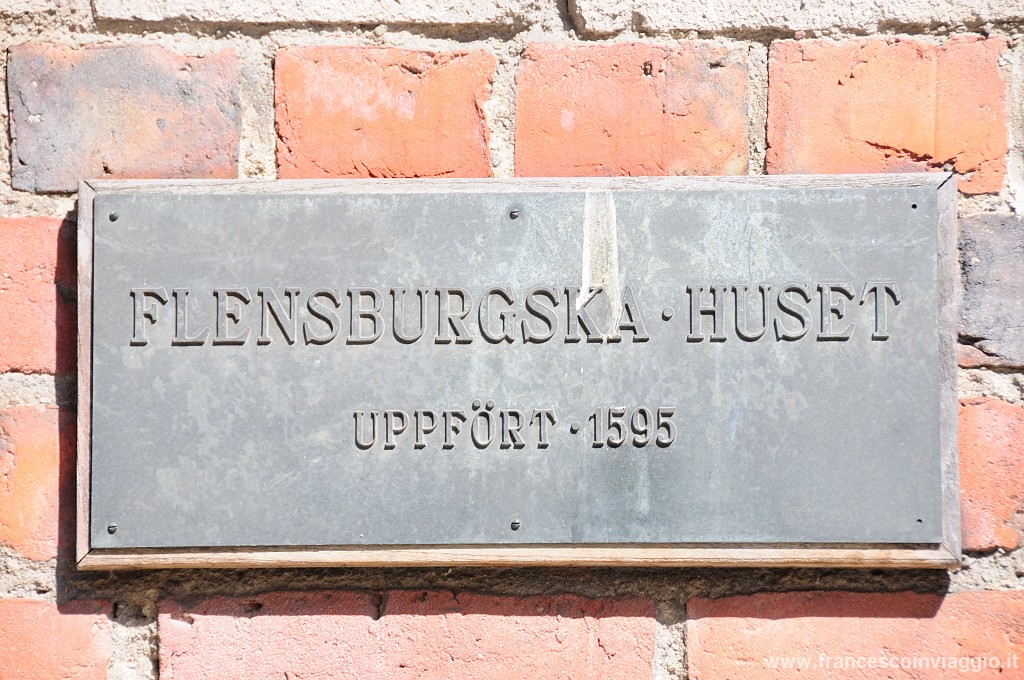 FLENSBURGSKA · HUSET
UPPFÖRT · 1595
www.francescoinviaggio.it